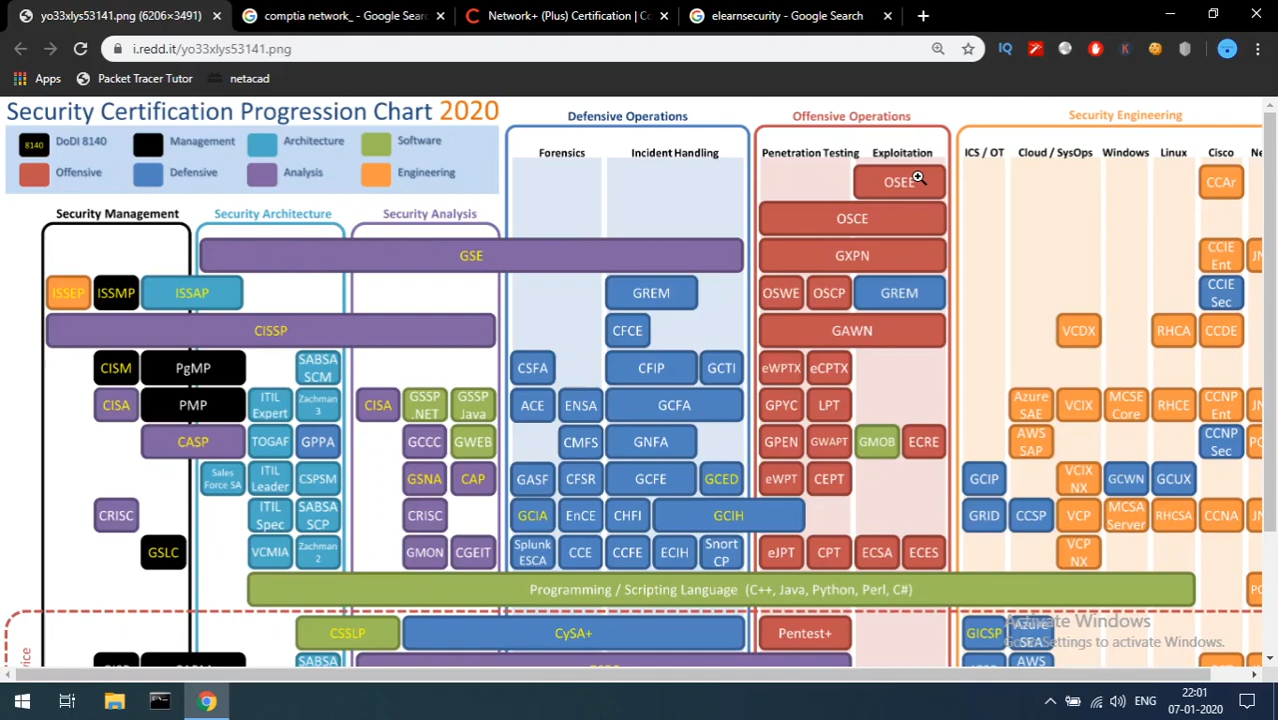 yo33xlys53141.png (6206×3491)
comptia network_ - Google Search
Network+ (Plus) Certification | Co
elearnsecurity - Google Search
i.redd.it/yo33xlys53141.png
Apps
Packet Tracer Tutor
netacad
Security Certification Progression Chart 2020
8140
DoDI 8140
Management
Architecture
Software
Offensive
Defensive
Analysis
Engineering
Defensive Operations
Offensive Operations
Security Engineering
Forensics
Incident Handling
Penetration Testing
Exploitation
ICS / OT
Cloud / SysOps
Windows
Linux
Cisco
Security Management
Security Architecture
Security Analysis
OSEE
CCAr
OSCE
GSE
GXPN
CCIE Ent
ISSEP
ISSMP
ISSAP
GREM
OSWE
OSCP
GREM
CCIE Sec
CISSP
CFCE
GAWN
VCDX
RHCA
CCDE
CISM
PgMP
SABSA SCM
CSFA
CFIP
GCTI
eWPTX
eCPTX
CISA
PMP
ITIL Expert
Zachman 3
CISA
GSSP .NET
GSSP Java
ACE
ENSA
GCFA
GPYC
LPT
Azure SAE
VCIX
MCSE Core
RHCE
CCNP Ent
CASP
TOGAF
GPPA
GCCC
GWEB
CMFS
GNFA
GPEN
GWAPT
GMOB
ECRE
AWS SAP
CCNP Sec
Sales Force SA
ITIL Leader
CSPSM
GSNA
CAP
GASF
CFSR
GCFE
GCED
eWPT
CEPT
GCIP
VCIX NX
GCWN
GCUX
CRISC
ITIL Spec
SABSA SCP
CRISC
GCIA
EnCE
CHFI
GCIH
GRID
CCSP
VCP
MCSA Server
RHCSA
CCNA
GSLC
VCMIA
Zachman 2
GMON
CGEIT
Splunk ESCA
CCE
CCFE
ECIH
Snort CP
eJPT
CPT
ECSA
ECES
VCP NX
Programming / Scripting Language (C++, Java, Python, Perl, C#)
CSSLP
CySA+
Pentest+
GICSP
Azure SEA
SABSA
AWS
Activate Windows
Go to Settings to activate Windows.
ENG
22:01
07-01-2020